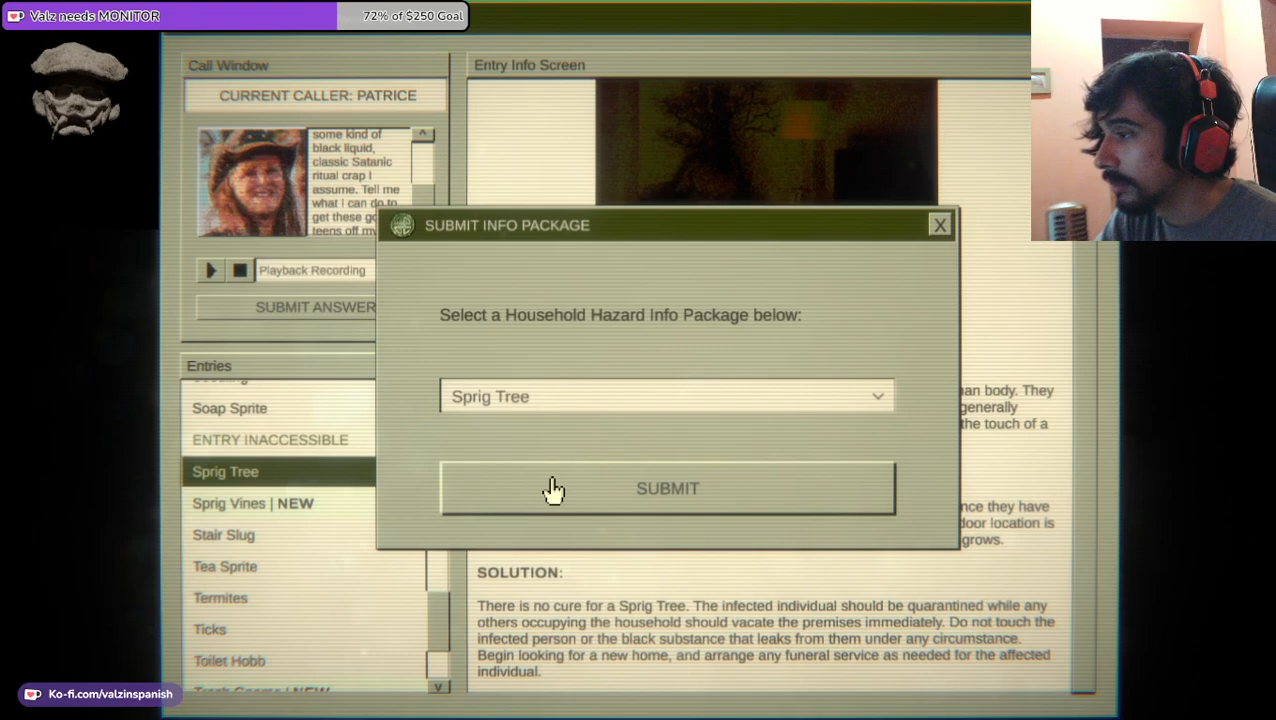 Valz needs MONITOR
72% of $250 Goal
Call Window
CURRENT CALLER: PATRICE
some kind of
black liquid,
classic Satanic
ritual crap I
assume. Tell me
what I can do to
get these go
teens off my
Playback Recording
SUBMIT ANSWER
Entries
Soap Sprite
ENTRY INACCESSIBLE
Sprig Tree
Sprig Vines | NEW
Stair Slug
Tea Sprite
Termites
Ticks
Toilet Hobb
Entry Info Screen
SUBMIT INFO PACKAGE
X
Select a Household Hazard Info Package below:
Sprig Tree
SUBMIT
an body. They
generally
the touch of a
nce they have
door location is
grows.
SOLUTION:
There is no cure for a Sprig Tree. The infected individual should be quarantined while any
others occupying the household should vacate the premises immediately. Do not touch the
infected person or the black substance that leaks from them under any circumstance.
Begin looking for a new home, and arrange any funeral service as needed for the affected
individual.
Ko-fi.com/valzinspanish